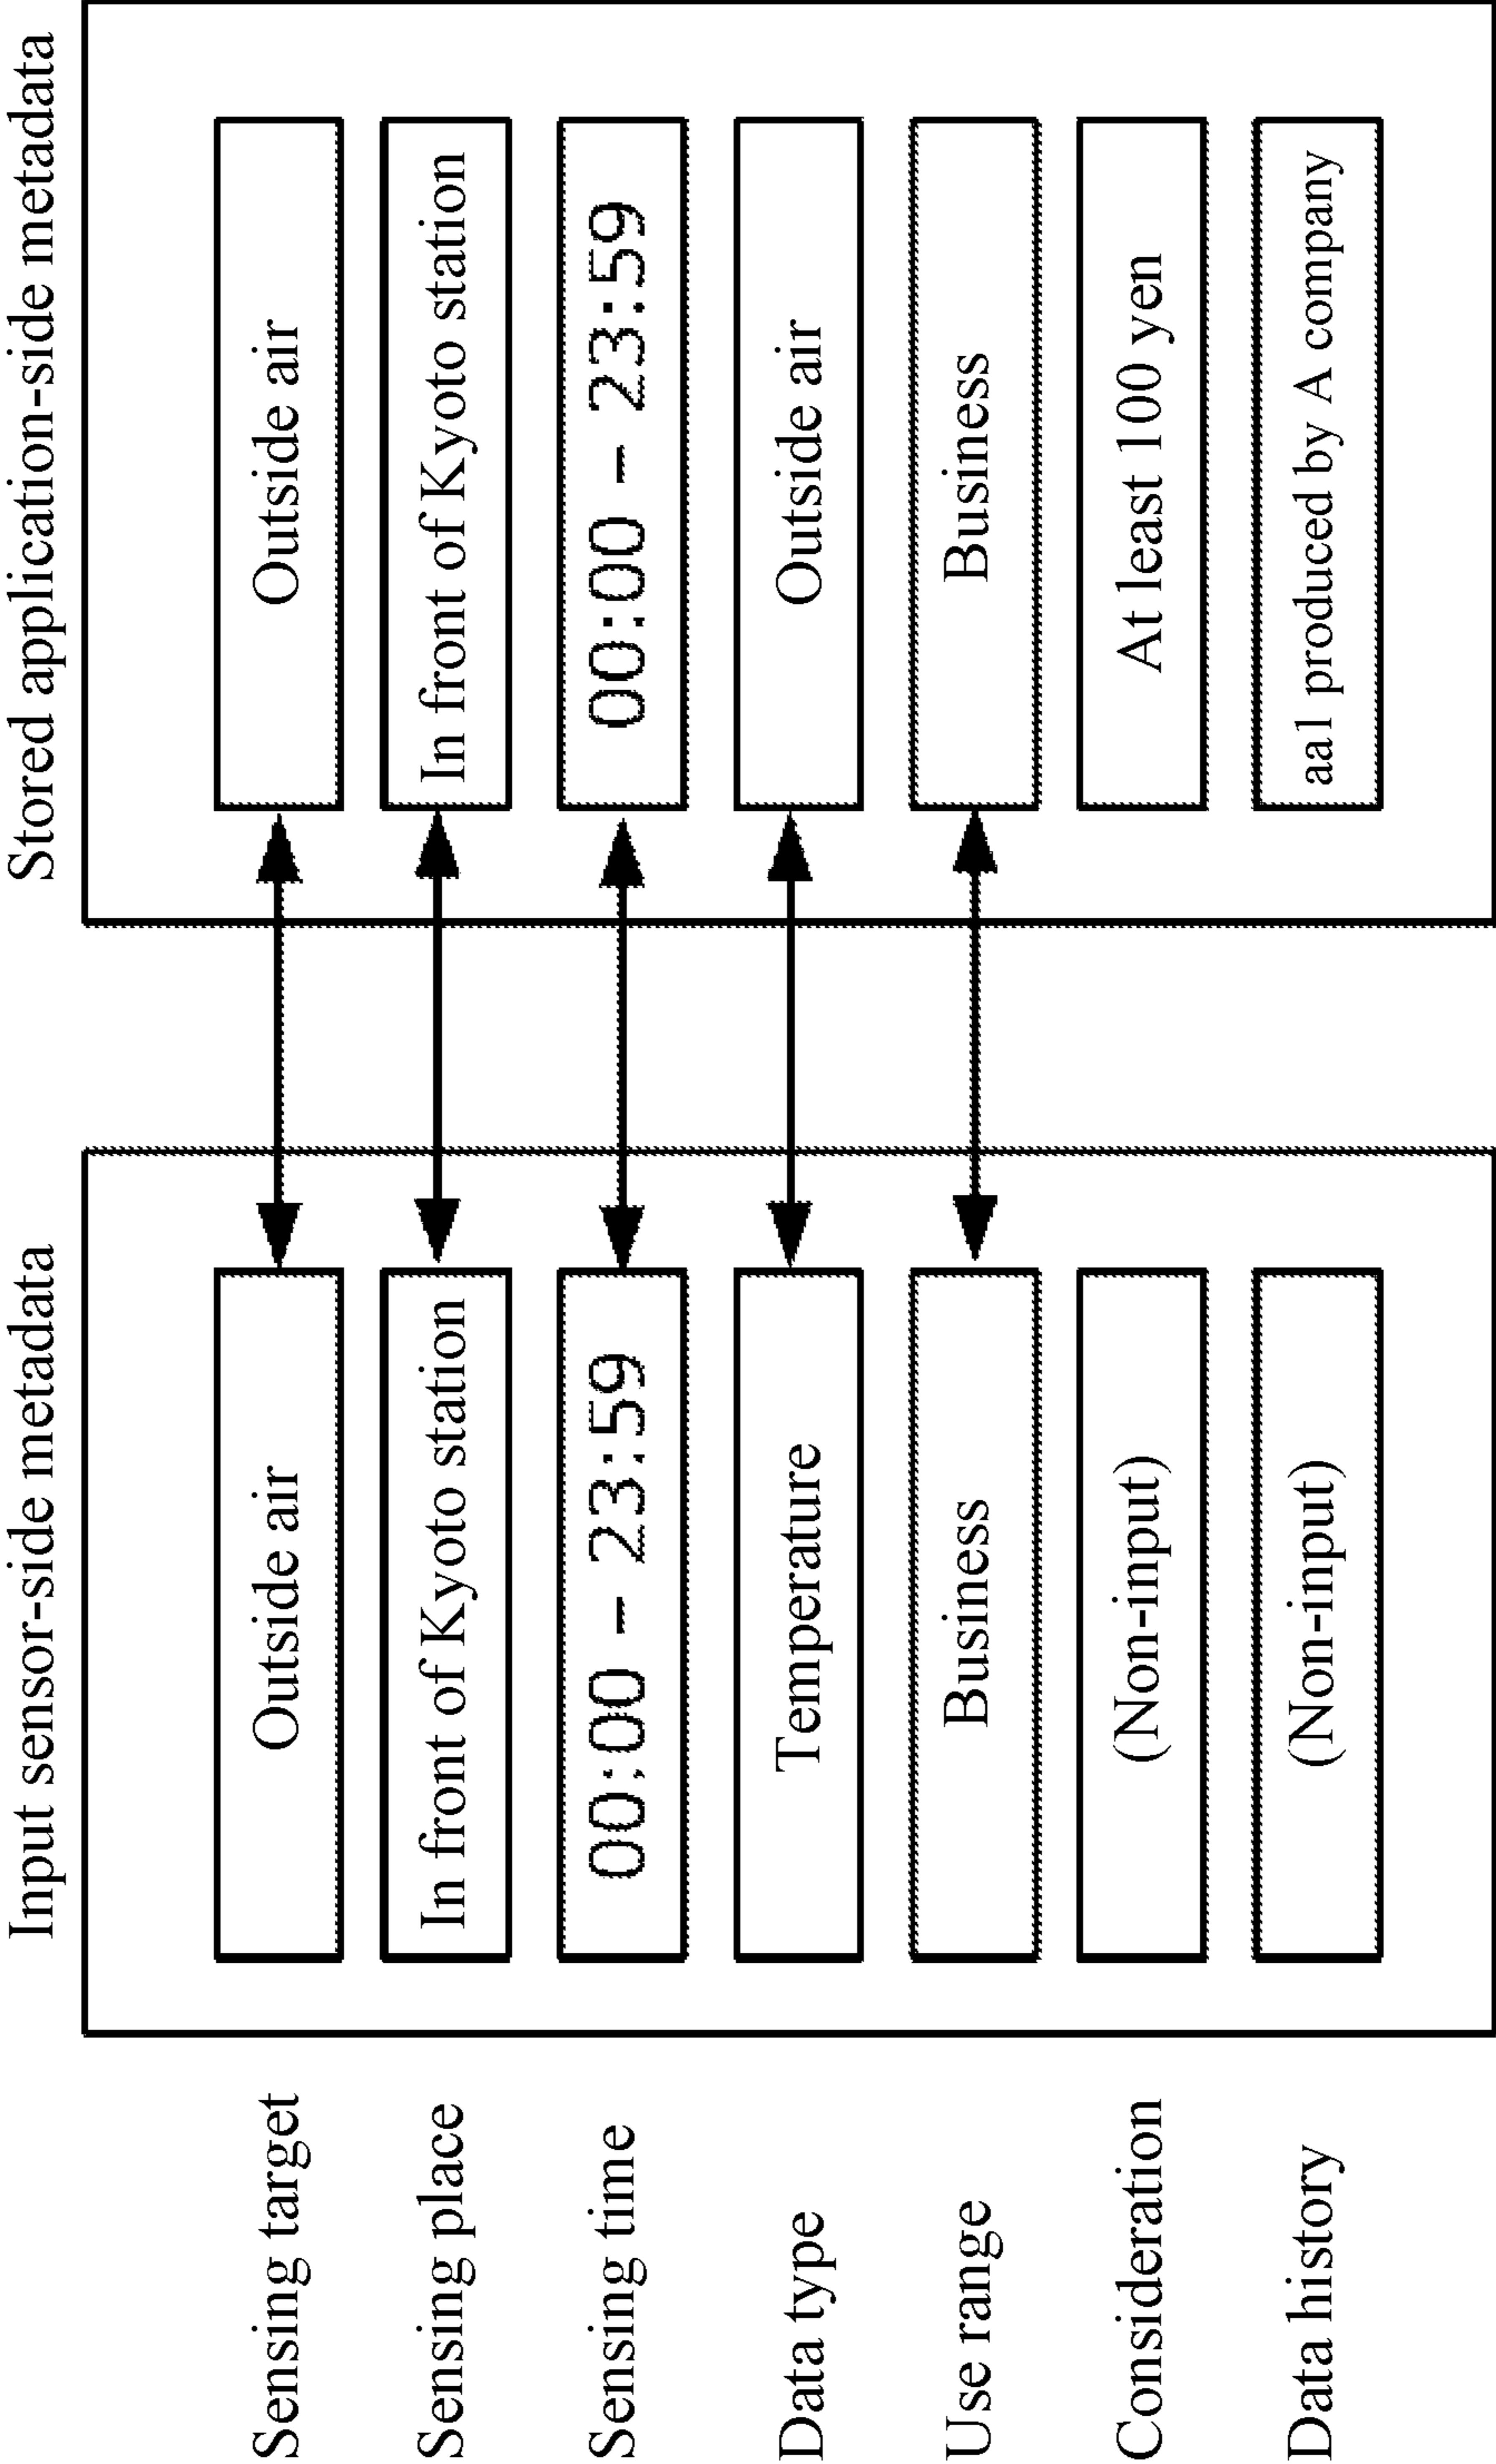 Input sensor-side metadata
Stored application-side metadata
Sensing target
Outside air
Outside air
Sensing place
In front of Kyoto station
In front of Kyoto station
Sensing time
00:00 – 23:59
00:00 – 23:59
Data type
Temperature
Outside air
Use range
Business
Business
Consideration
(Non-input)
At least 100 yen
Data history
(Non-input)
aa1 produced by A company